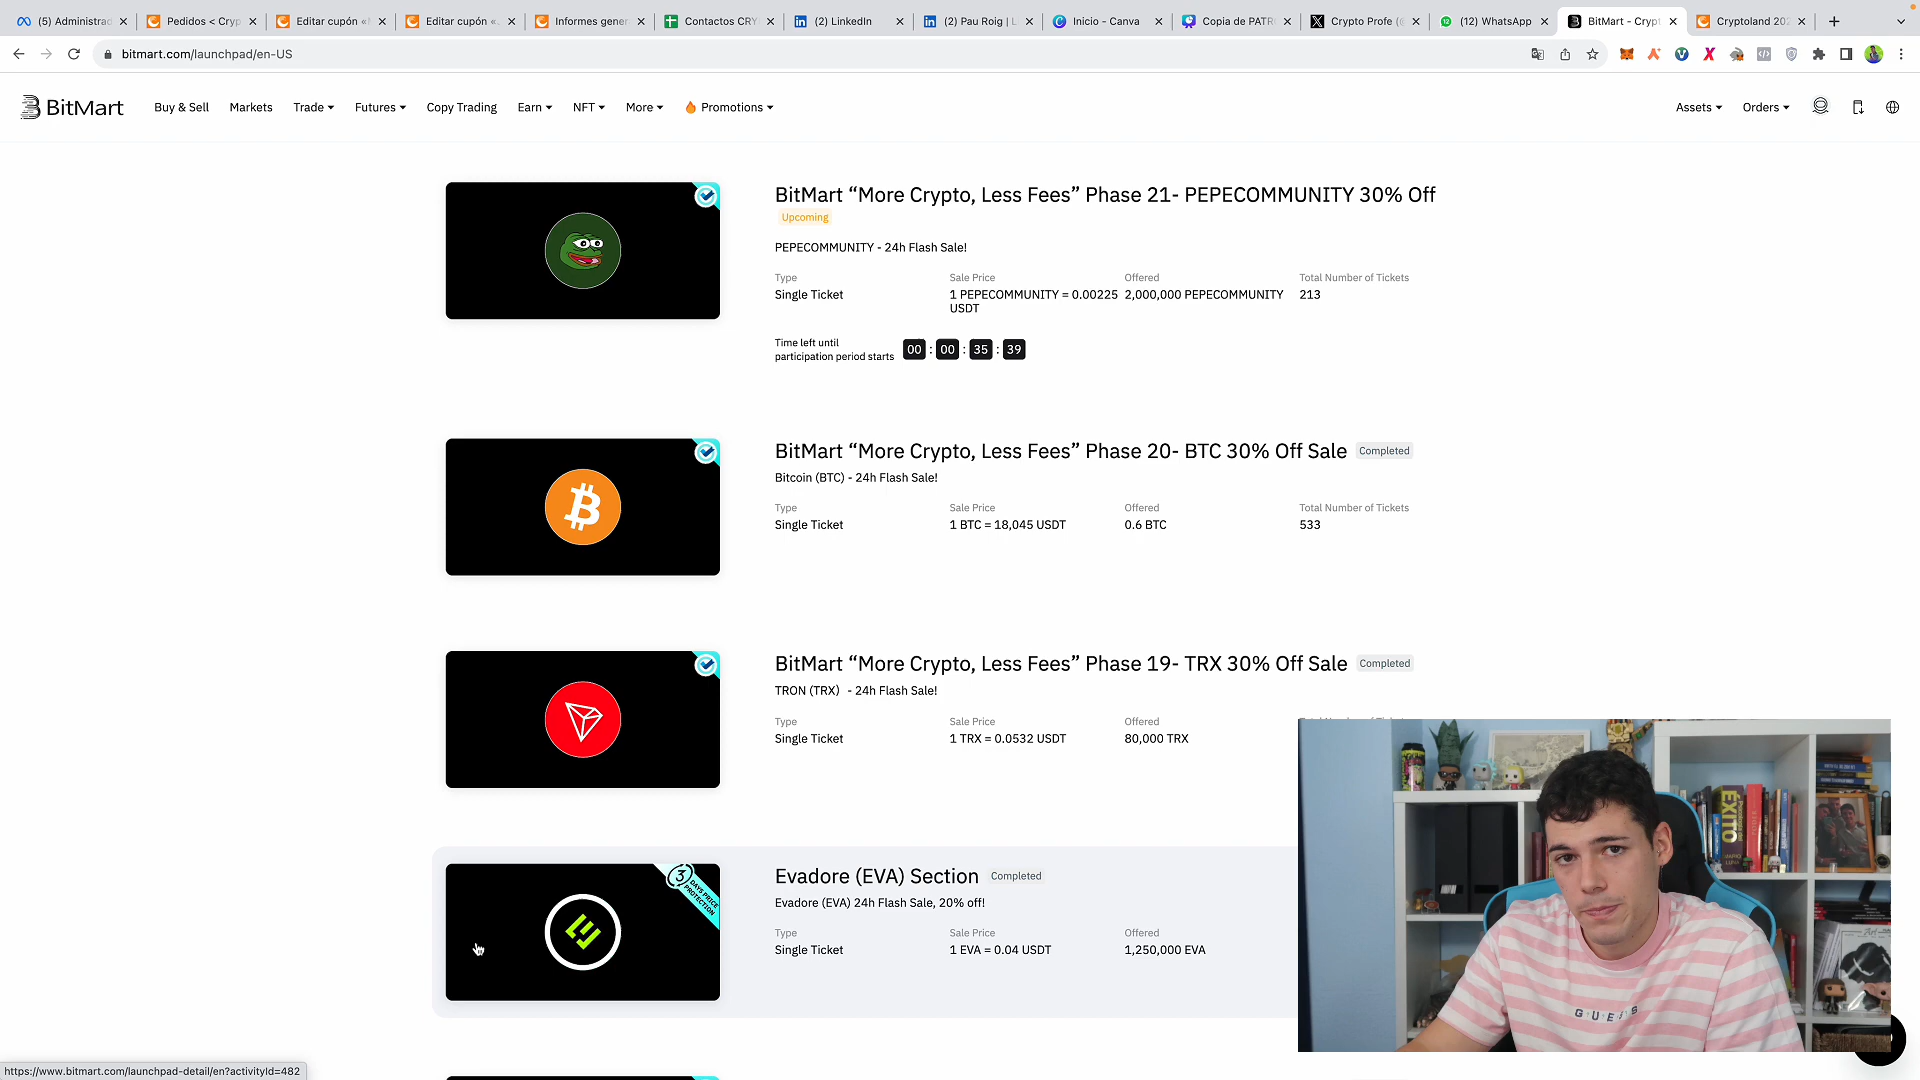 (5) Administrad
Pedidos < Cryp
Editar cupón «
Editar cupón «
Informes gener
Contactos CRY
(2) LinkedIn
(2) Pau Roig | L
Inicio - Canva
Copia de PATR
Crypto Profe (@
(12) WhatsApp
BitMart - Crypt
Cryptoland 202
bitmart.com/launchpad/en-US
BitMart
Buy & Sell
Markets
Trade
Futures
Copy Trading
Earn
NFT
More
Promotions
Assets
Orders
BitMart “More Crypto, Less Fees” Phase 21- PEPECOMMUNITY 30% Off
Upcoming
PEPECOMMUNITY - 24h Flash Sale!
Type Sale Price Offered Total Number of Tickets
Single Ticket 1 PEPECOMMUNITY = 0.00225 2,000,000 PEPECOMMUNITY 213
USDT
Time left until
participation period starts 00 : 00 : 35 : 39
BitMart “More Crypto, Less Fees” Phase 20- BTC 30% Off Sale Completed
Bitcoin (BTC) - 24h Flash Sale!
Type Sale Price Offered Total Number of Tickets
Single Ticket 1 BTC = 18,045 USDT 0.6 BTC 533
BitMart “More Crypto, Less Fees” Phase 19- TRX 30% Off Sale Completed
TRON (TRX) - 24h Flash Sale!
Type Sale Price Offered
Single Ticket 1 TRX = 0.0532 USDT 80,000 TRX
3 DAYS PRICE
PROTECTION
Evadore (EVA) Section Completed
Evadore (EVA) 24h Flash Sale, 20% off!
Type Sale Price Offered
Single Ticket 1 EVA = 0.04 USDT 1,250,000 EVA
ÉXITO
GUESS
https://www.bitmart.com/launchpad-detail/en?activityId=482